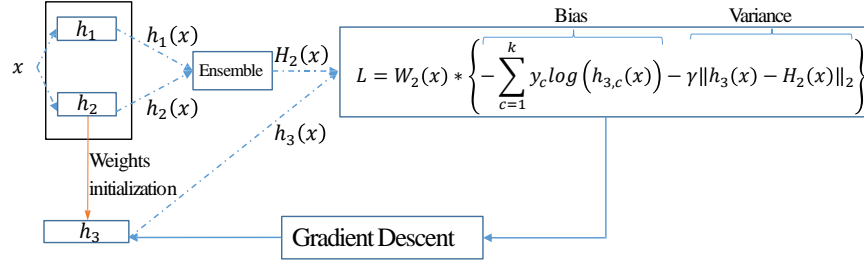 Bias
Variance
h₁
h₁(x)
x
Ensemble
H₂(x)
L = W₂(x) * { − ∑_{c=1}^{k} y_c log(h_{3,c}(x)) − γ‖h₃(x) − H₂(x)‖₂ }
h₂
h₂(x)
h₃(x)
Weights
initialization
h₃
Gradient Descent